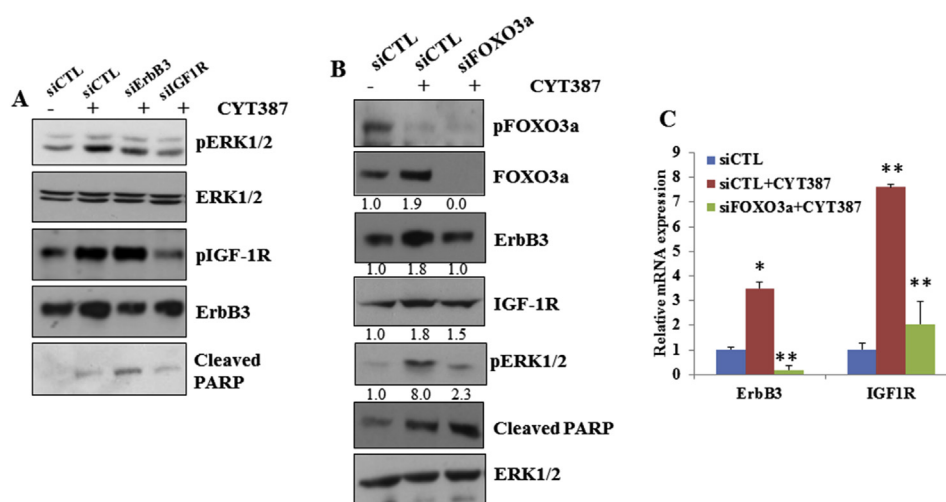 A
siCTL siCTL siErbB3 siIGF1R
- + + + CYT387
pERK1/2
ERK1/2
pIGF-1R
ErbB3
Cleaved
PARP
B
siCTL siCTL siFOXO3a
- + + CYT387
pFOXO3a
FOXO3a
1.0 1.9 0.0
ErbB3
1.0 1.8 1.0
IGF-1R
1.0 1.8 1.5
pERK1/2
1.0 8.0 2.3
Cleaved PARP
ERK1/2
C
siCTL
siCTL+CYT387
siFOXO3a+CYT387
Relative mRNA expression
9
8
7
6
5
4
3
2
1
0
*
**
**
**
ErbB3 IGF1R